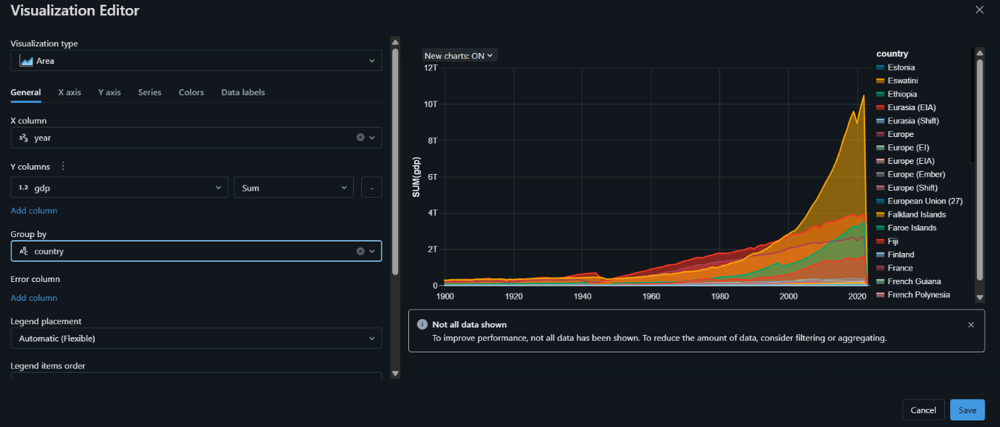 Visualization Editor
Visualization type
Area
General X axis Y axis Series Colors Data labels
X column
1²3 year
Y columns
1.2 gdp Sum -
Add column
Group by
ABC country
Error column
Add column
Legend placement
Automatic (Flexible)
Legend items order
New charts: ON
SUM(gdp)
12T
10T
8T
6T
4T
2T
0
1900 1920 1940 1960 1980 2000 2020
country
Estonia
Eswatini
Ethiopia
Eurasia (EIA)
Eurasia (Shift)
Europe
Europe (EI)
Europe (EIA)
Europe (Ember)
Europe (Shift)
European Union (27)
Falkland Islands
Faroe Islands
Fiji
Finland
France
French Guiana
French Polynesia
Not all data shown
To improve performance, not all data has been shown. To reduce the amount of data, consider filtering or aggregating.
Cancel Save